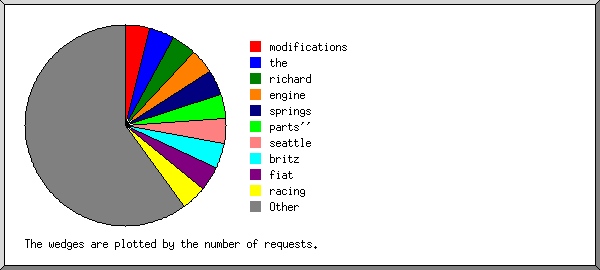 modifications
the
richard
engine
springs
parts´´
seattle
britz
fiat
racing
Other
The wedges are plotted by the number of requests.